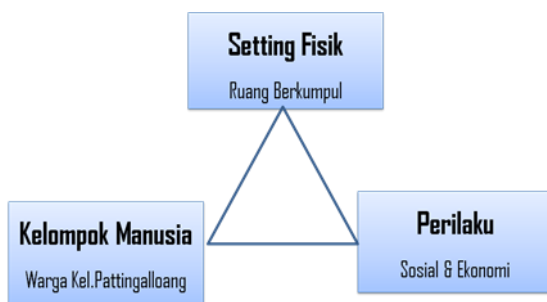 Setting Fisik
Ruang Berkumpul
Kelompok Manusia
Warga Kel.Pattingalloang
Perilaku
Sosial & Ekonomi